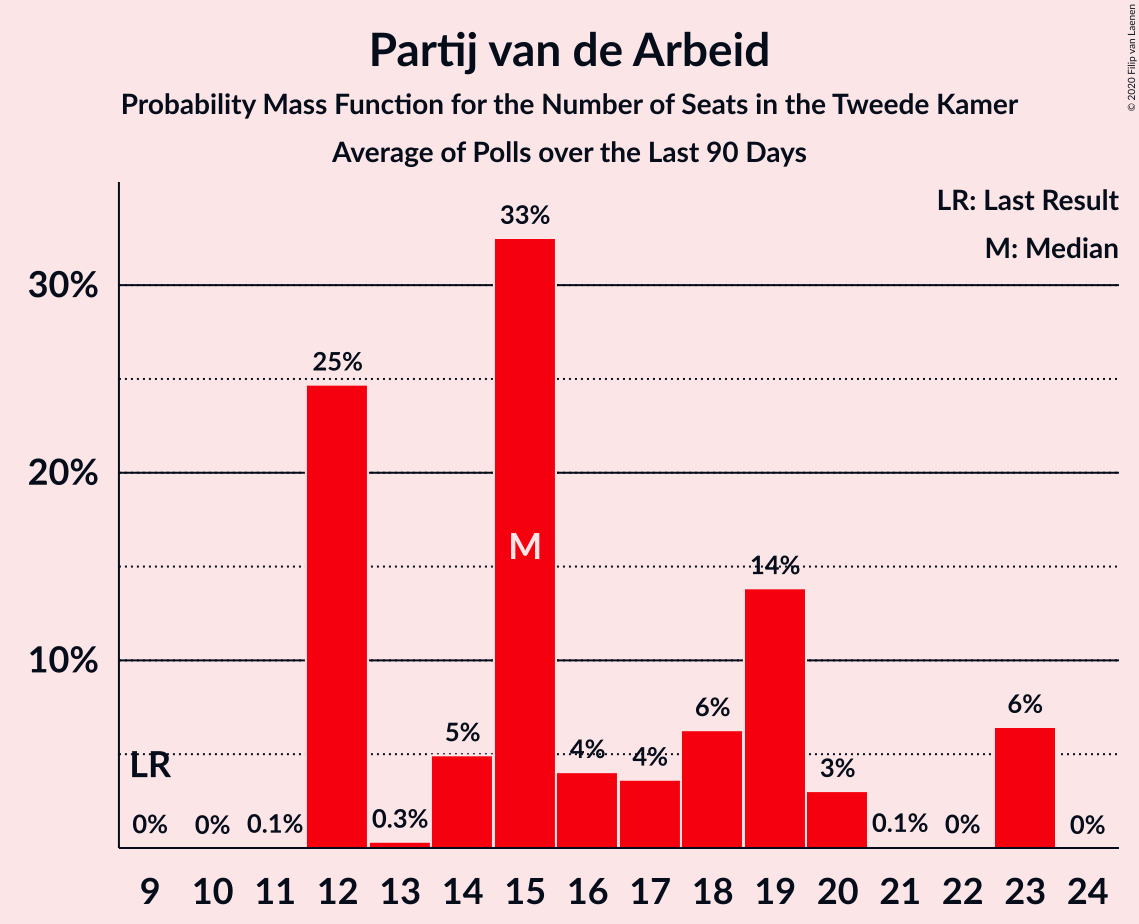 Partij van de Arbeid
Probability Mass Function for the Number of Seats in the Tweede Kamer
Average of Polls over the Last 90 Days
© 2020 Filip van Laenen
LR: Last Result
M: Median
30%
20%
10%
LR
M
0%
0%
0.1%
25%
0.3%
5%
33%
4%
4%
6%
14%
3%
0.1%
0%
6%
0%
9 10 11 12 13 14 15 16 17 18 19 20 21 22 23 24